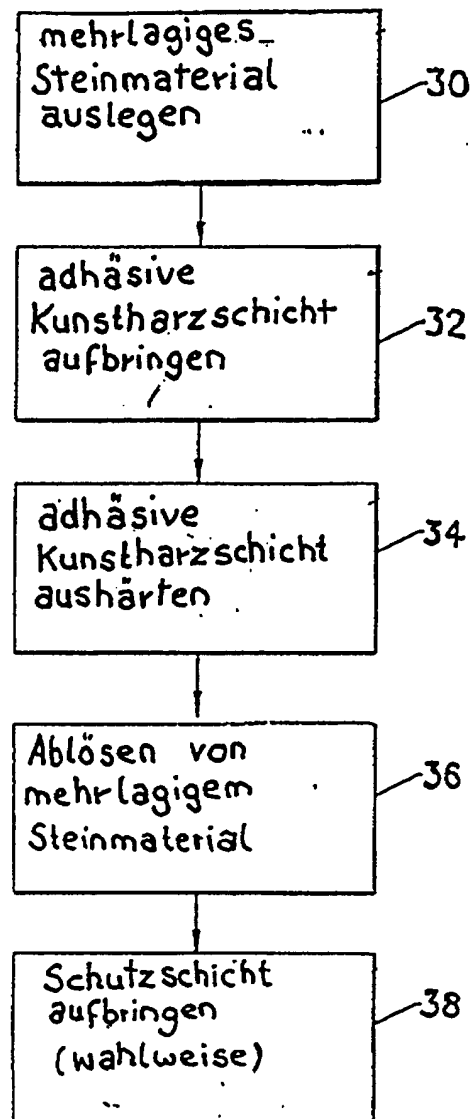 mehrlagiges
Steinmaterial
auslegen
30
adhäsive
Kunstharzschicht
aufbringen
32
adhäsive
Kunstharzschicht
aushärten
34
Ablösen von
mehrlagigem
Steinmaterial
36
Schutzschicht
aufbringen
(wahlweise)
38